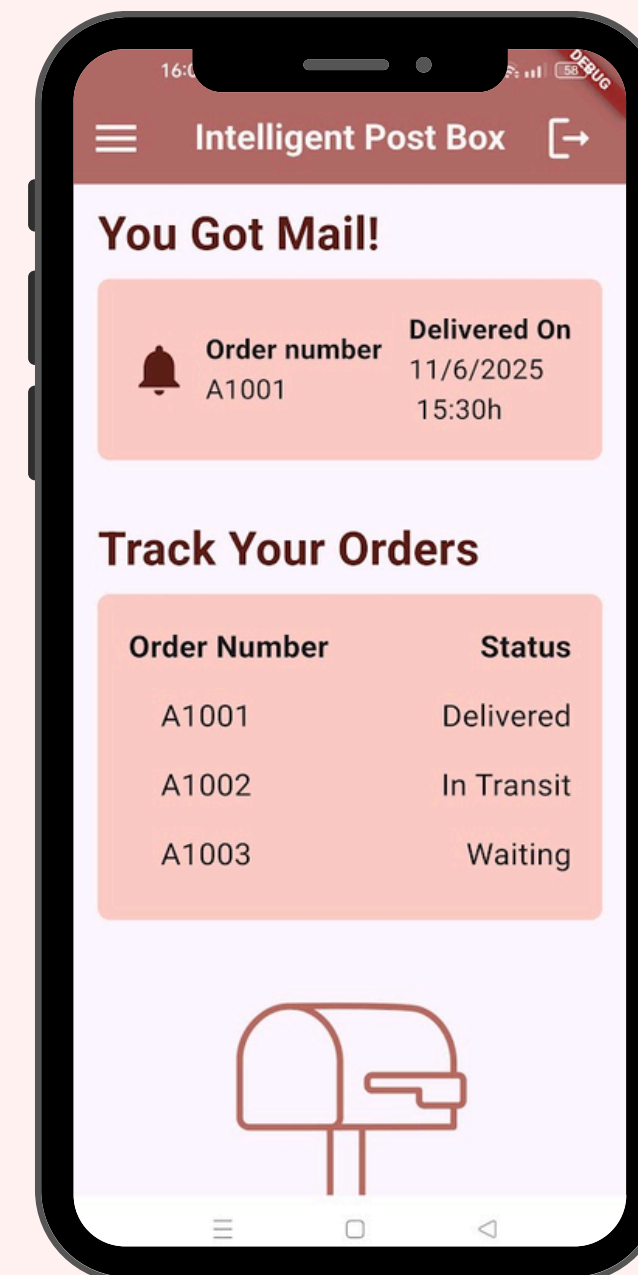 58
DEBUG
Intelligent Post Box
You Got Mail!
Order number
A1001
Delivered On
11/6/2025
15:30h
Track Your Orders
Order Number Status
A1001 Delivered
A1002 In Transit
A1003 Waiting